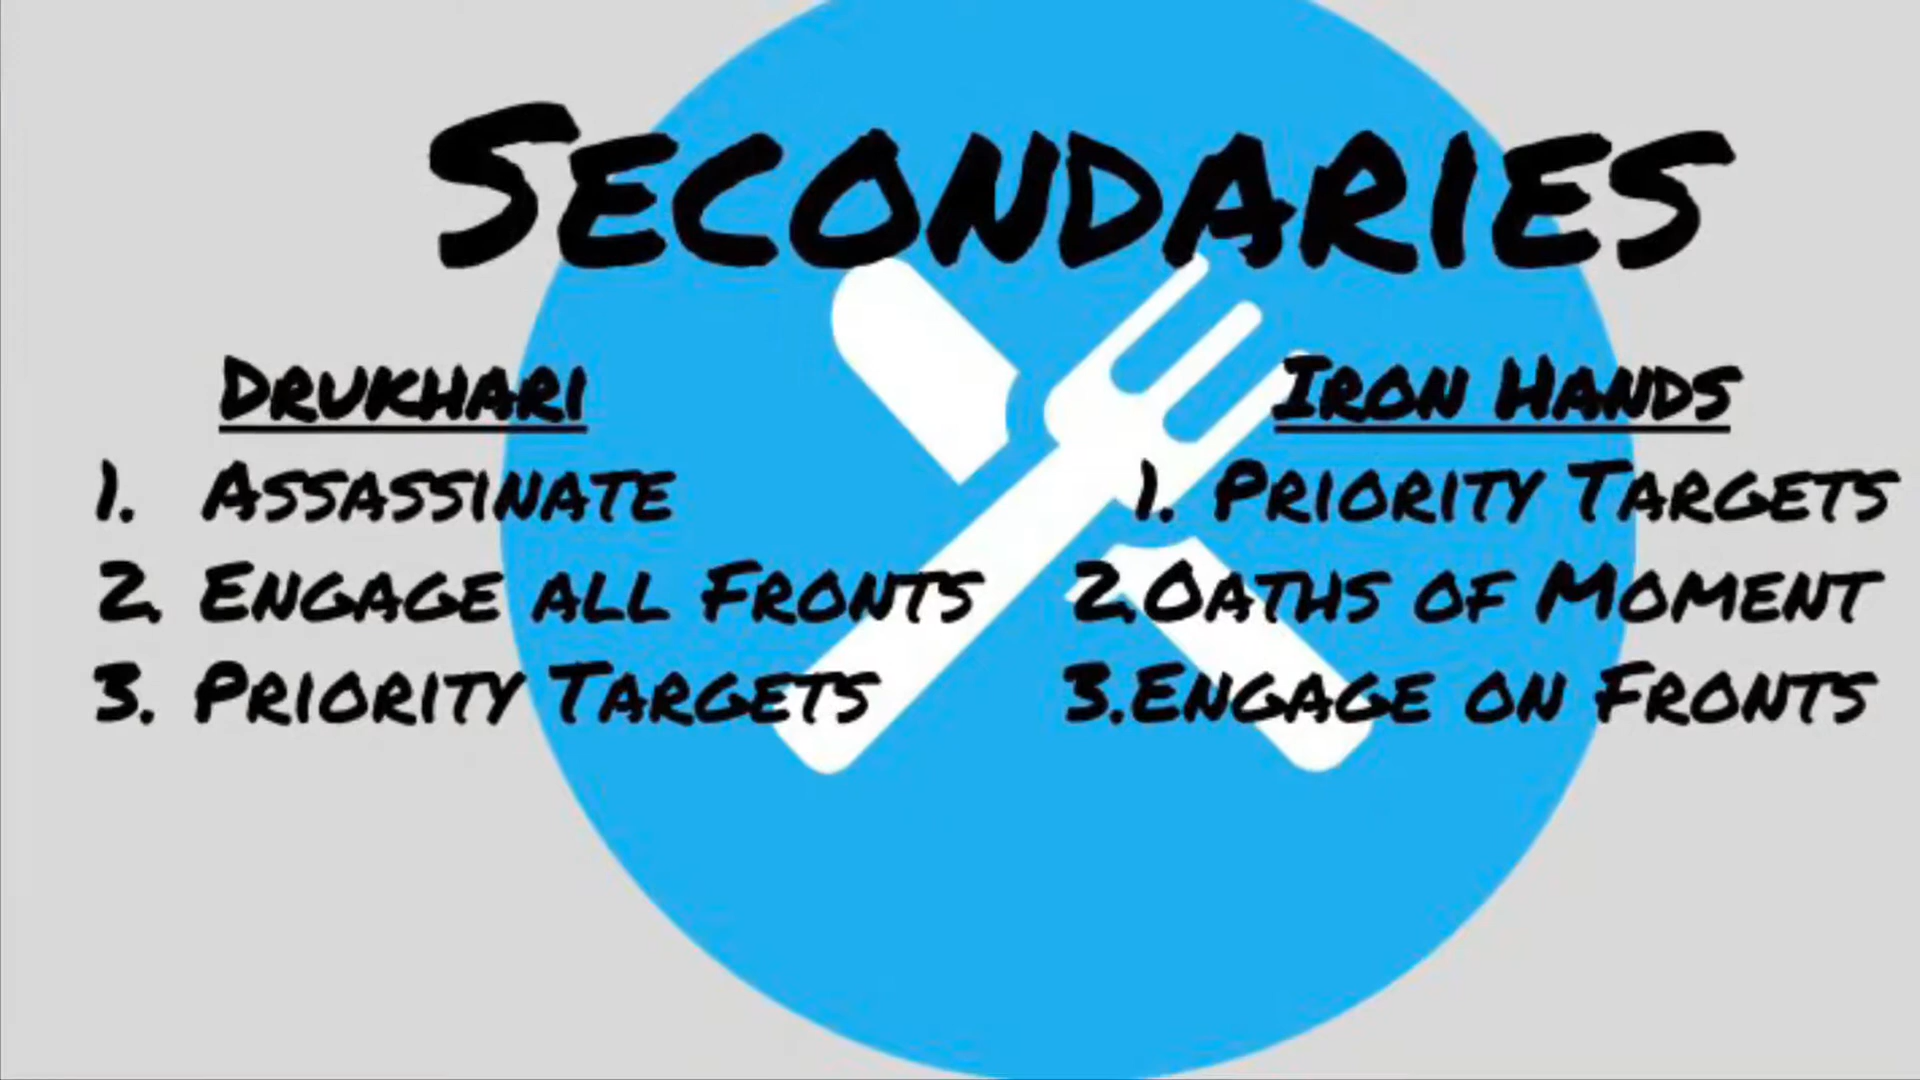 SECONDARIES
DRUKHARI
1. ASSASSINATE
2. ENGAGE ALL FRONTS
3. PRIORITY TARGETS
IRON HANDS
1. PRIORITY TARGETS
2. OATHS OF MOMENT
3. ENGAGE ON FRONTS